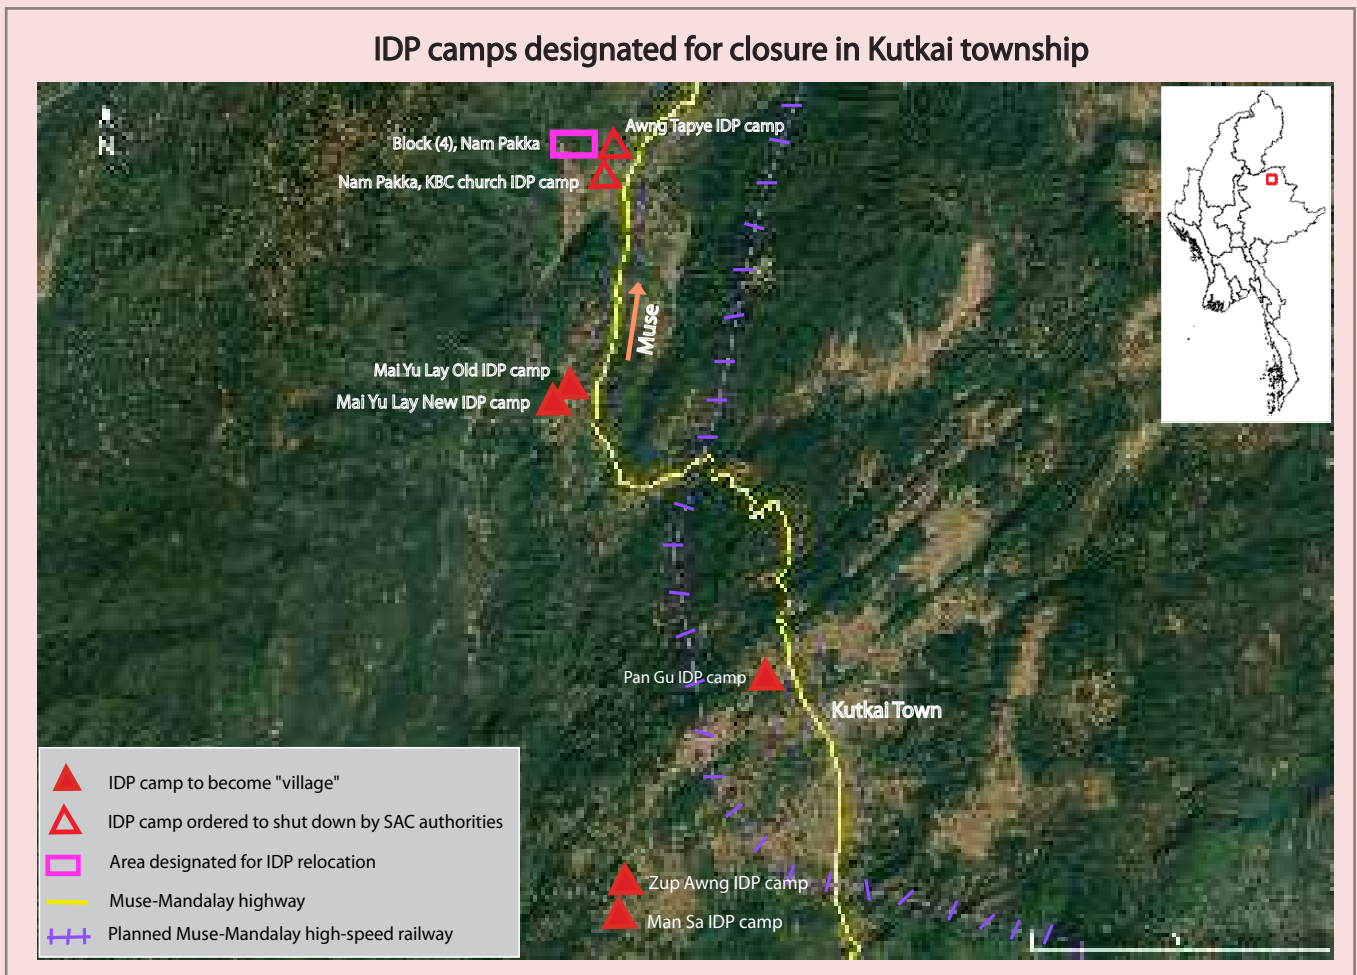 IDP camps designated for closure in Kutkai township
N
Awng Tapye IDP camp
Block (4), Nam Pakka
Nam Pakka, KBC church IDP camp
Muse
Mai Yu Lay Old IDP camp
Mai Yu Lay New IDP camp
Pan Gu IDP camp
Kutkai Town
Zup Awng IDP camp
Man Sa IDP camp
IDP camp to become "village"
IDP camp ordered to shut down by SAC authorities
Area designated for IDP relocation
Muse-Mandalay highway
Planned Muse-Mandalay high-speed railway